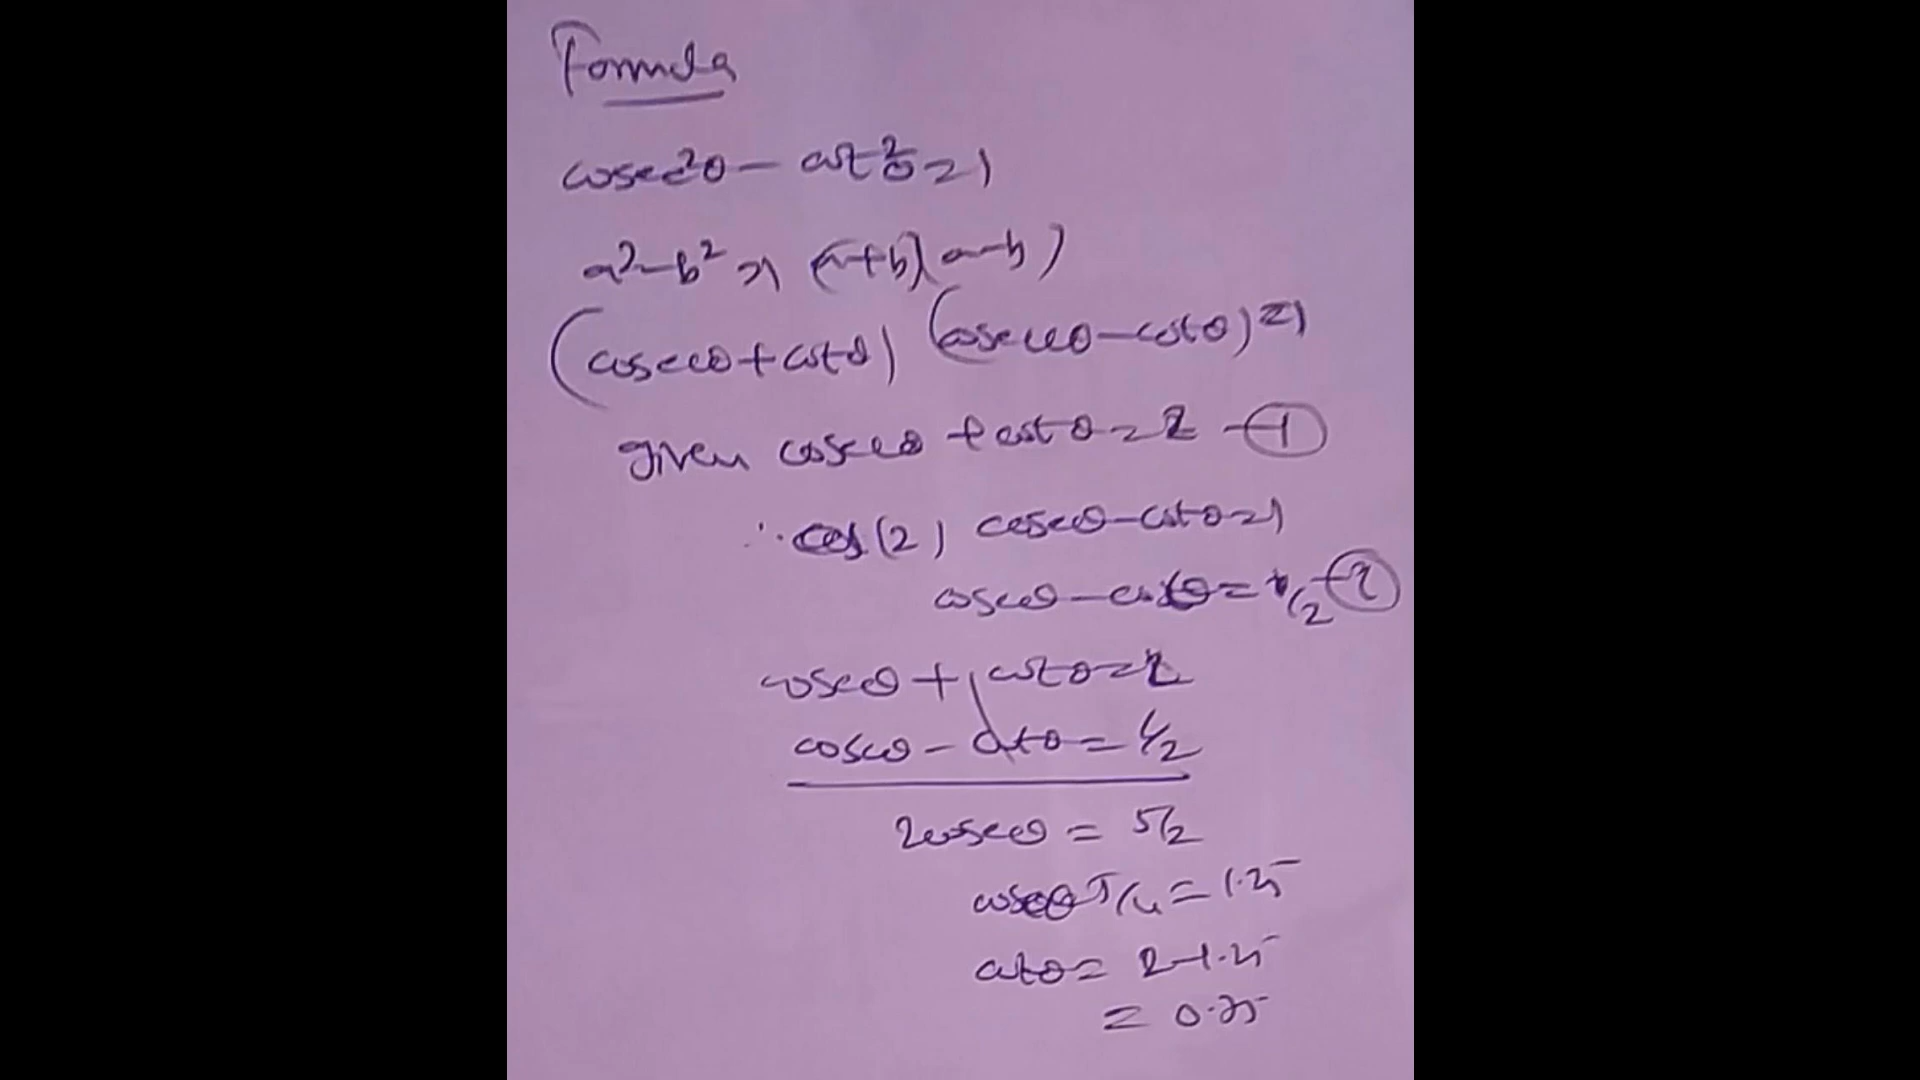 Formula
cosec²θ - cot²θ = 1
a²-b² = (a+b)(a-b)
(cosecθ + cotθ) (cosecθ - cotθ) = 1
given cosecθ + cotθ = 2 - ①
∴ (2) cosecθ - cotθ = 1
cosecθ - cotθ = 1/2 - ②
cosecθ + cotθ = 2
cosecθ - cotθ = 1/2
2cosecθ = 5/2
cosecθ 5/4 = 1.25
cotθ = 2-1.25
= 0.75